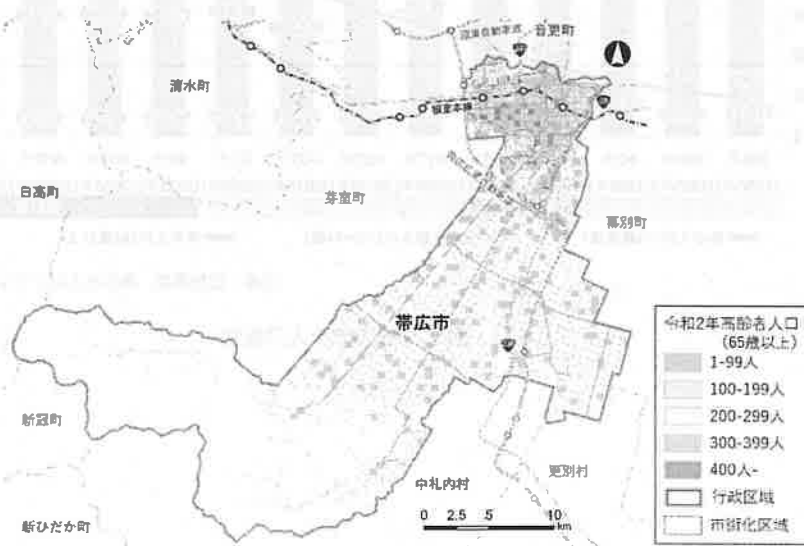 音更町
清水町
根室本線
日高町
芽室町
幕別町
帯広市
新冠町
中札内村
更別村
新ひだか町
0 2.5 5 10
km
令和2年高齢者人口
(65歳以上)
1-99人
100-199人
200-299人
300-399人
400人-
行政区域
市街化区域